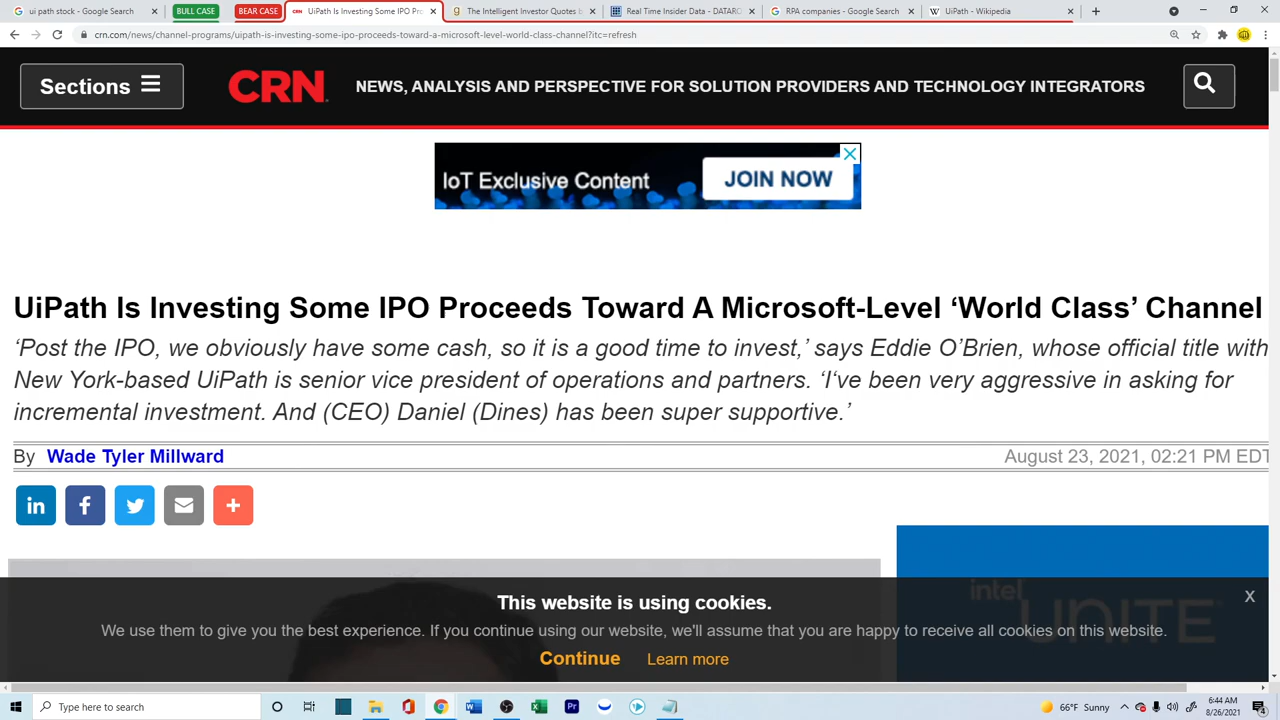 ui path stock - Google Search
BULL CASE
BEAR CASE
CRN UiPath Is Investing Some IPO Pro
The Intelligent Investor Quotes b
Real Time Insider Data - DATARO
RPA companies - Google Search
W UiPath - Wikipedia
crn.com/news/channel-programs/uipath-is-investing-some-ipo-proceeds-toward-a-microsoft-level-world-class-channel?itc=refresh
Sections
CRN
NEWS, ANALYSIS AND PERSPECTIVE FOR SOLUTION PROVIDERS AND TECHNOLOGY INTEGRATORS
IoT Exclusive Content
JOIN NOW
UiPath Is Investing Some IPO Proceeds Toward A Microsoft-Level ‘World Class’ Channel
‘Post the IPO, we obviously have some cash, so it is a good time to invest,’ says Eddie O’Brien, whose official title with
New York-based UiPath is senior vice president of operations and partners. ‘I‘ve been very aggressive in asking for
incremental investment. And (CEO) Daniel (Dines) has been super supportive.’
By Wade Tyler Millward
August 23, 2021, 02:21 PM EDT
in
f
intel
UNITE
This website is using cookies.
x
We use them to give you the best experience. If you continue using our website, we'll assume that you are happy to receive all cookies on this website.
Continue
Learn more
Type here to search
66°F Sunny
6:44 AM
8/26/2021